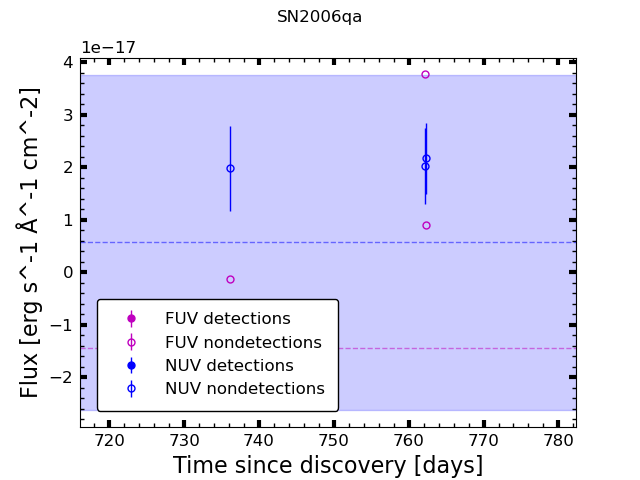 SN2006qa
1e−17
4
3
2
1
0
−1
−2
Flux [erg s^-1 Å^-1 cm^-2]
FUV detections
FUV nondetections
NUV detections
NUV nondetections
720 730 740 750 760 770 780
Time since discovery [days]